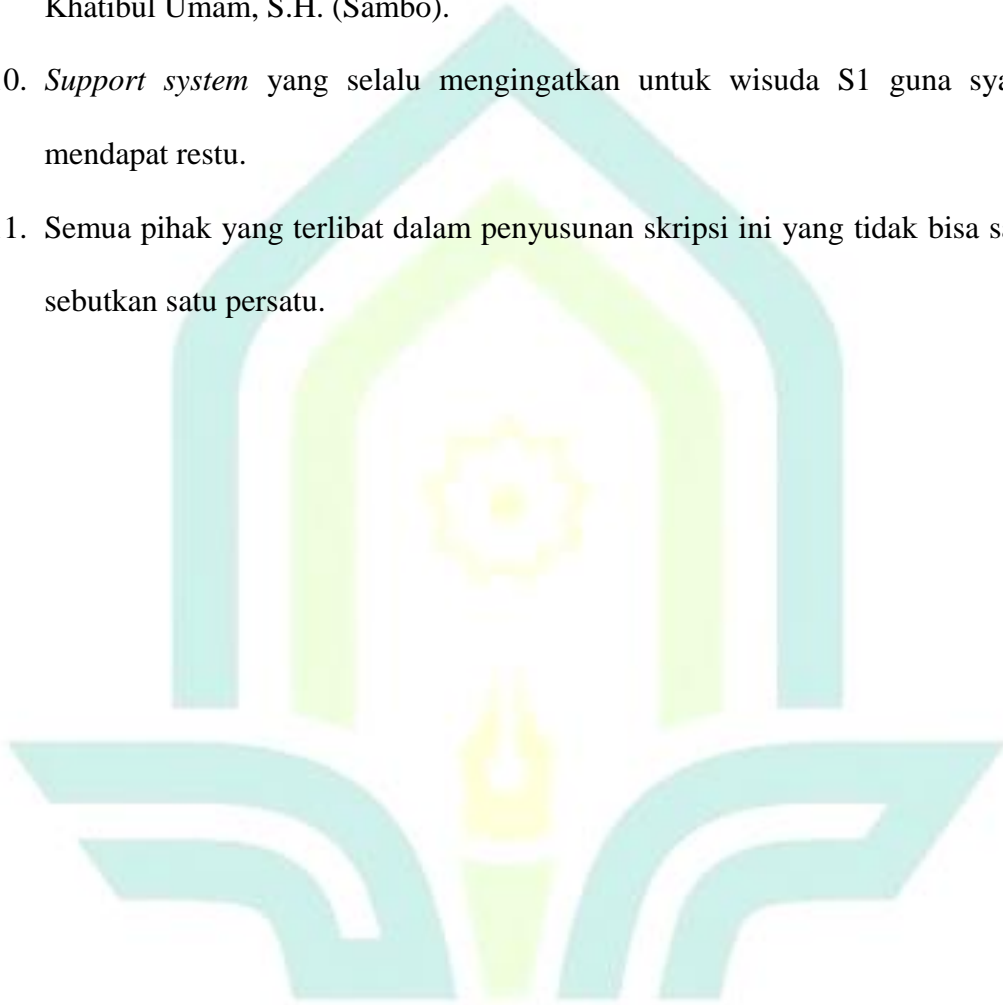 Khatibul Umam, S.H. (Sambo).
0. Support system yang selalu mengingatkan untuk wisuda S1 guna sya
mendapat restu.
1. Semua pihak yang terlibat dalam penyusunan skripsi ini yang tidak bisa sa
sebutkan satu persatu.